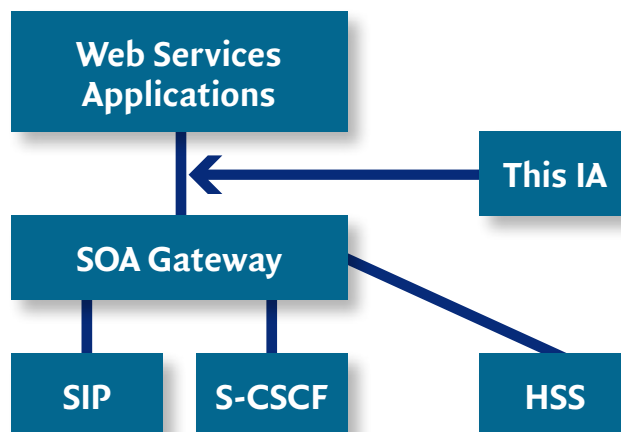 Web Services
Applications
This IA
SOA Gateway
SIP
S-CSCF
HSS